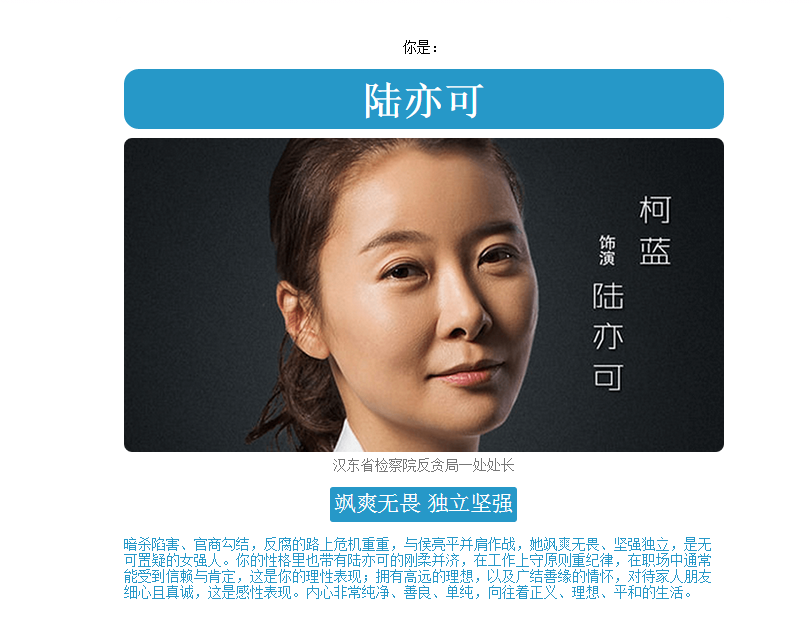 你是：
陆亦可
柯蓝
饰演
陆亦可
汉东省检察院反贪局一处处长
飒爽无畏 独立坚强
暗杀陷害、官商勾结，反腐的路上危机重重，与侯亮平并肩作战，她飒爽无畏、坚强独立，是无
可置疑的女强人。你的性格里也带有陆亦可的刚柔并济，在工作上守原则重纪律，在职场中通常
能受到信赖与肯定，这是你的理性表现；拥有高远的理想，以及广结善缘的情怀，对待家人朋友
细心且真诚，这是感性表现。内心非常纯净、善良、单纯，向往着正义、理想、平和的生活。